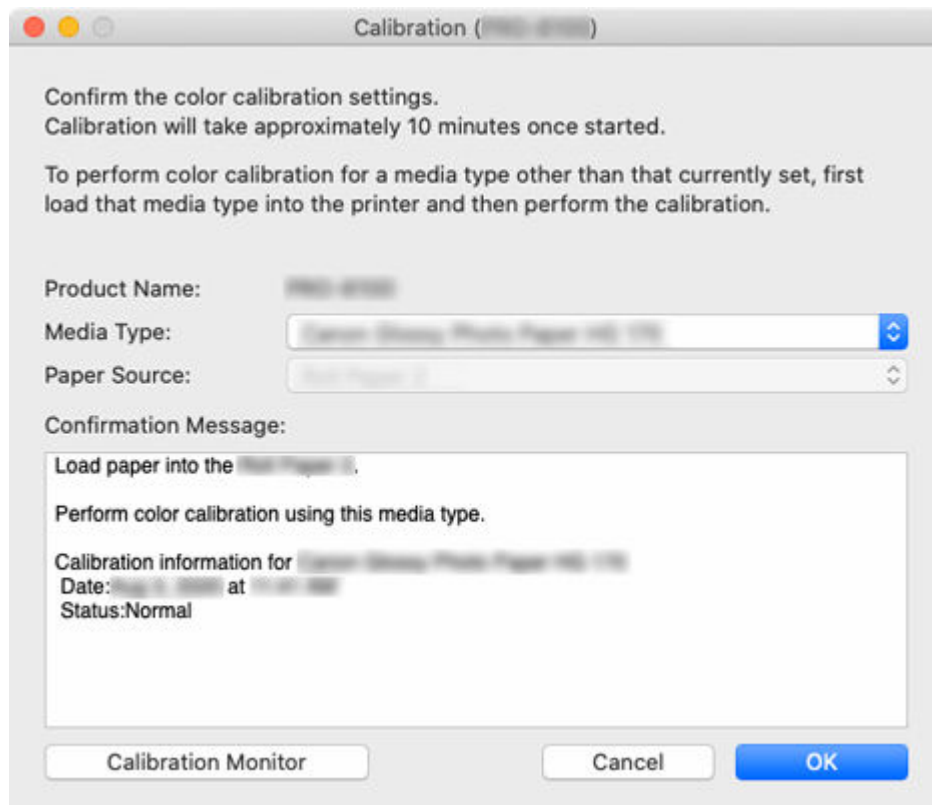 Calibration ( )
Confirm the color calibration settings.
Calibration will take approximately 10 minutes once started.
To perform color calibration for a media type other than that currently set, first
load that media type into the printer and then perform the calibration.
Product Name:
Media Type:
Paper Source:
Confirmation Message:
Load paper into the .
Perform color calibration using this media type.
Calibration information for
Date: at
Status:Normal
Calibration Monitor Cancel OK